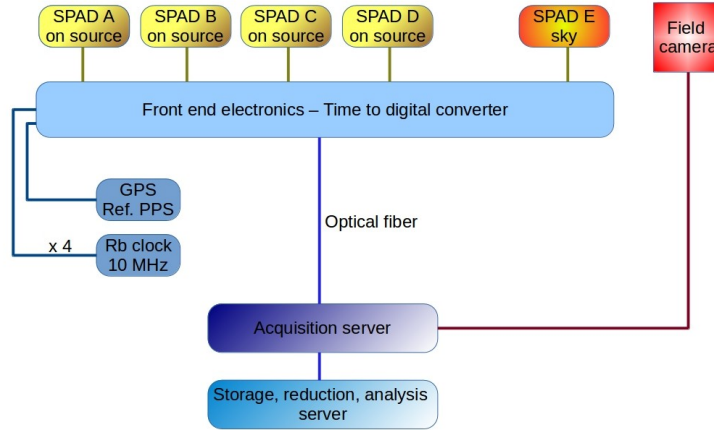 SPAD A
on source
SPAD B
on source
SPAD C
on source
SPAD D
on source
SPAD E
sky
Field
camera
Front end electronics – Time to digital converter
GPS
Ref. PPS
Optical fiber
x 4
Rb clock
10 MHz
Acquisition server
Storage, reduction, analysis
server